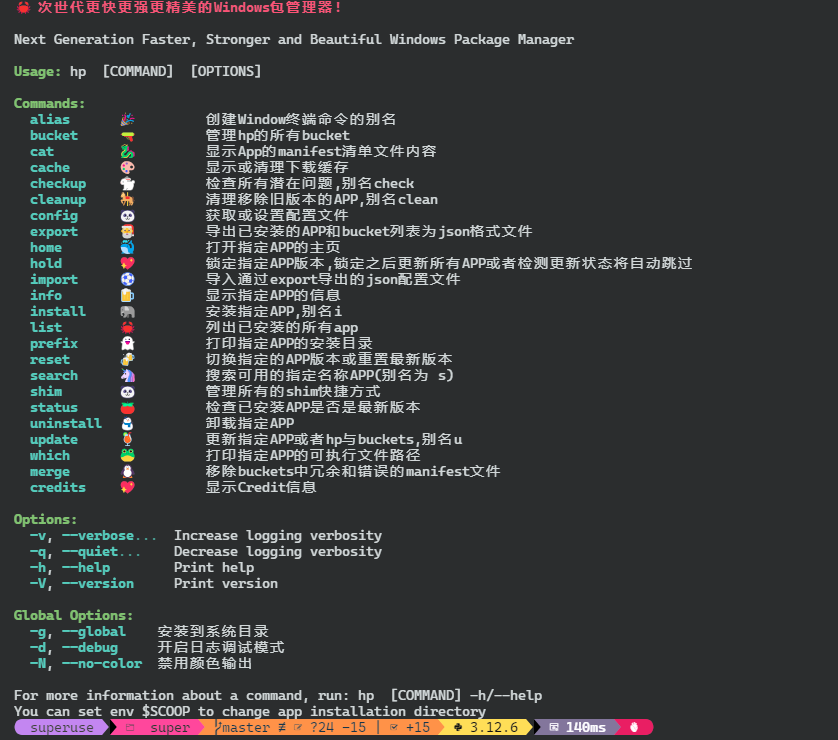 🦀 次世代更快更强更精美的Windows包管理器!
Next Generation Faster, Stronger and Beautiful Windows Package Manager
Usage: hp [COMMAND] [OPTIONS]
Commands:
alias 🎉 创建Window终端命令的别名
bucket 🔫 管理hp的所有bucket
cat 🐉 显示App的manifest清单文件内容
cache 🎨 显示或清理下载缓存
checkup 🐩 检查所有潜在问题,别名check
cleanup 🐎 清理移除旧版本的APP,别名clean
config 🐼 获取或设置配置文件
export 🎅 导出已安装的APP和bucket列表为json格式文件
home 🐳 打开指定APP的主页
hold 💖 锁定指定APP版本,锁定之后更新所有APP或者检测更新状态将自动跳过
import ⚽ 导入通过export导出的json配置文件
info 🍺 显示指定APP的信息
install 🐘 安装指定APP,别名i
list 🦀 列出已安装的所有app
prefix 👻 打印指定APP的安装目录
reset 🍻 切换指定的APP版本或重置最新版本
search 🦄 搜索可用的指定名称APP(别名为 s)
shim 🐼 管理所有的shim快捷方式
status 🍅 检查已安装APP是否是最新版本
uninstall ⛄ 卸载指定APP
update 🍹 更新指定APP或者hp与buckets,别名u
which 🐸 打印指定APP的可执行文件路径
merge 🐧 移除buckets中冗余和错误的manifest文件
credits 💖 显示Credit信息
Options:
-v, --verbose... Increase logging verbosity
-q, --quiet... Decrease logging verbosity
-h, --help Print help
-V, --version Print version
Global Options:
-g, --global 安装到系统目录
-d, --debug 开启日志调试模式
-N, --no-color 禁用颜色输出
For more information about a command, run: hp [COMMAND] -h/--help
You can set env $SCOOP to change app installation directory
superuse super master ≢ ?24 -15 | +15 3.12.6 140ms